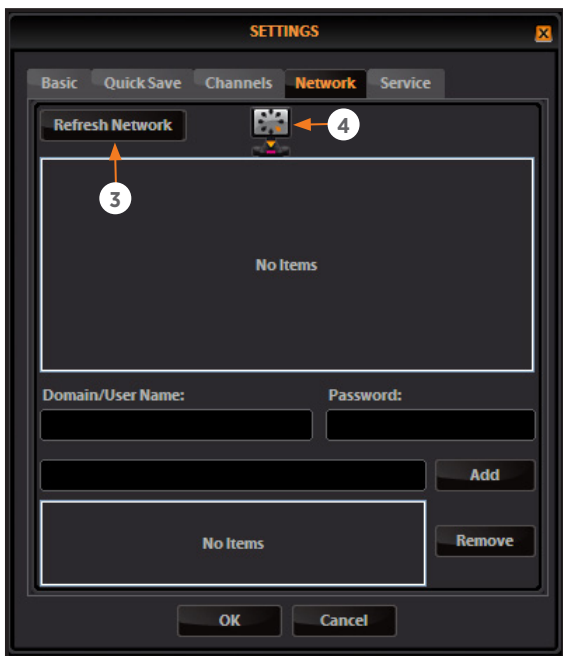 SETTINGS
Basic Quick Save Channels Network Service
Refresh Network 4
3
No Items
Domain/User Name: Password:
Add
No Items Remove
OK Cancel